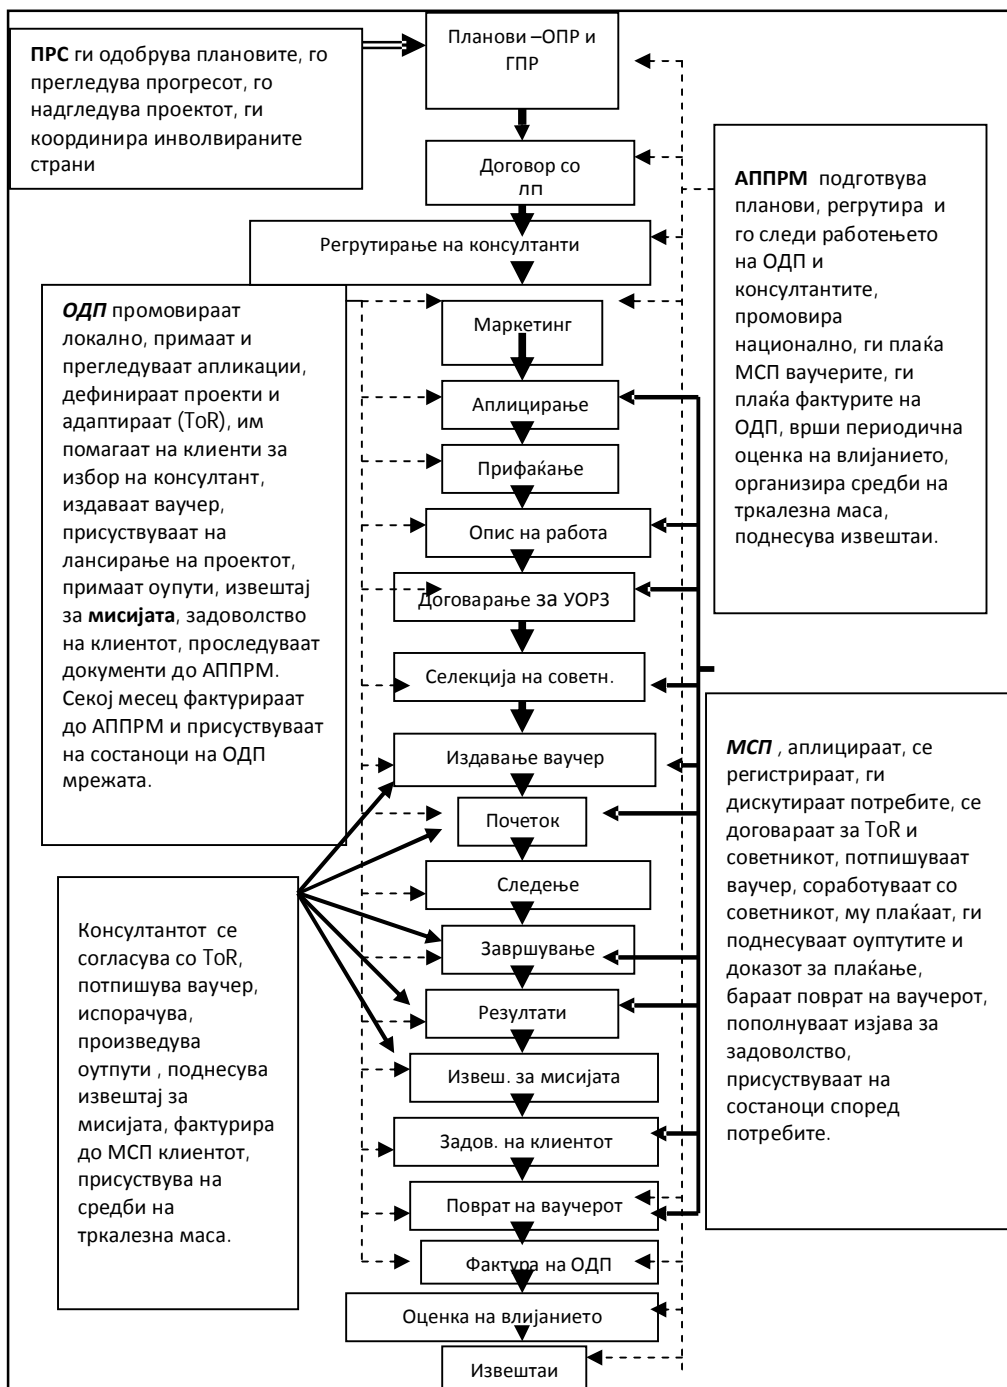 ПРС ги одобрува плановите, го
прегледува прогресот, го
надгледува проектот, ги
координира инволвираните
страни
Планови –ОПР и
ГПР
Договор со
ЛП
Регрутирање на консултанти
Маркетинг
Аплицирање
Прифаќање
Опис на работа
Договарање за УОРЗ
Селекција на советн.
Издавање ваучер
Почеток
Следење
Завршување
Резултати
Извеш. за мисијата
Задов. на клиентот
Поврат на ваучерот
Фактура на ОДП
Оценка на влијанието
Извештаи
ОДП промовираат
локално, примаат и
прегледуваат апликации,
дефинираат проекти и
адаптираат (ToR), им
помагаат на клиенти за
избор на консултант,
издаваат ваучер,
присуствуваат на
лансирање на проектот,
примаат оупути, извештај
за мисијата, задоволство
на клиентот, проследуваат
документи до АППРМ.
Секој месец фактурираат
до АППРМ и присуствуваат
на состаноци на ОДП
мрежата.
Консултантот се
согласува со ToR,
потпишува ваучер,
испорачува,
произведува
оутпути , поднесува
извештај за
мисијата, фактурира
до МСП клиентот,
присуствува на
средби на
тркалезна маса.
АППРМ подготвува
планови, регрутира и
го следи работењето
на ОДП и
консултантите,
промовира
национално, ги плаќа
МСП ваучерите, ги
плаќа фактурите на
ОДП, врши периодична
оценка на влијанието,
организира средби на
тркалезна маса,
поднесува извештаи.
МСП , аплицираат, се
регистрираат, ги
дискутираат потребите, се
договараат за ToR и
советникот, потпишуваат
ваучер, соработуваат со
советникот, му плаќаат, ги
поднесуваат оуптутите и
доказот за плаќање,
бараат поврат на ваучерот,
пополнуваат изјава за
задоволство,
присуствуваат на
состаноци според
потребите.